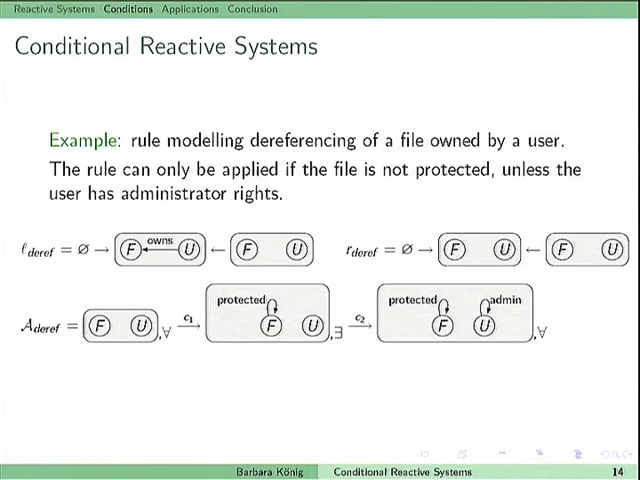 Reactive Systems Conditions Applications Conclusion
Conditional Reactive Systems
Example: rule modelling dereferencing of a file owned by a user.
The rule can only be applied if the file is not protected, unless the
user has administrator rights.
ℓderef = ∅ → F owns U ← F U rderef = ∅ → F U ← F U
Aderef = F U ,∀ c1 → protected F U ,∃ c2 → protected F admin U ,∀
Barbara König Conditional Reactive Systems 14